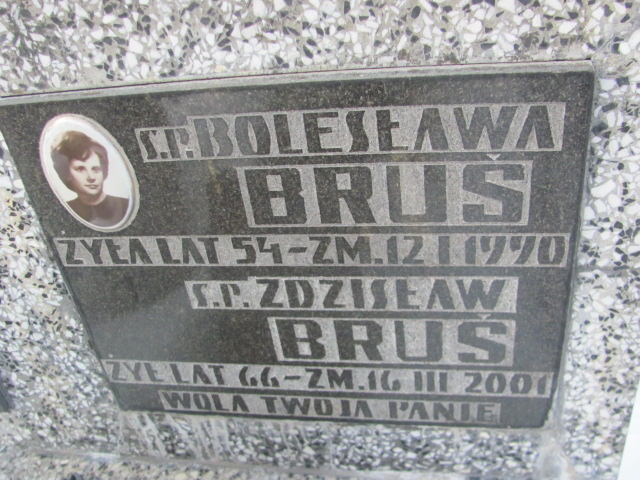 Ś.P. BOLESŁAWA
BRUŚ
ŻYŁA LAT 54-ZM.12 I 1990
Ś.P. ZDZISŁAW
BRUŚ
ŻYŁ LAT 66-ZM.16 III 2001
WOLA TWOJA PANIE